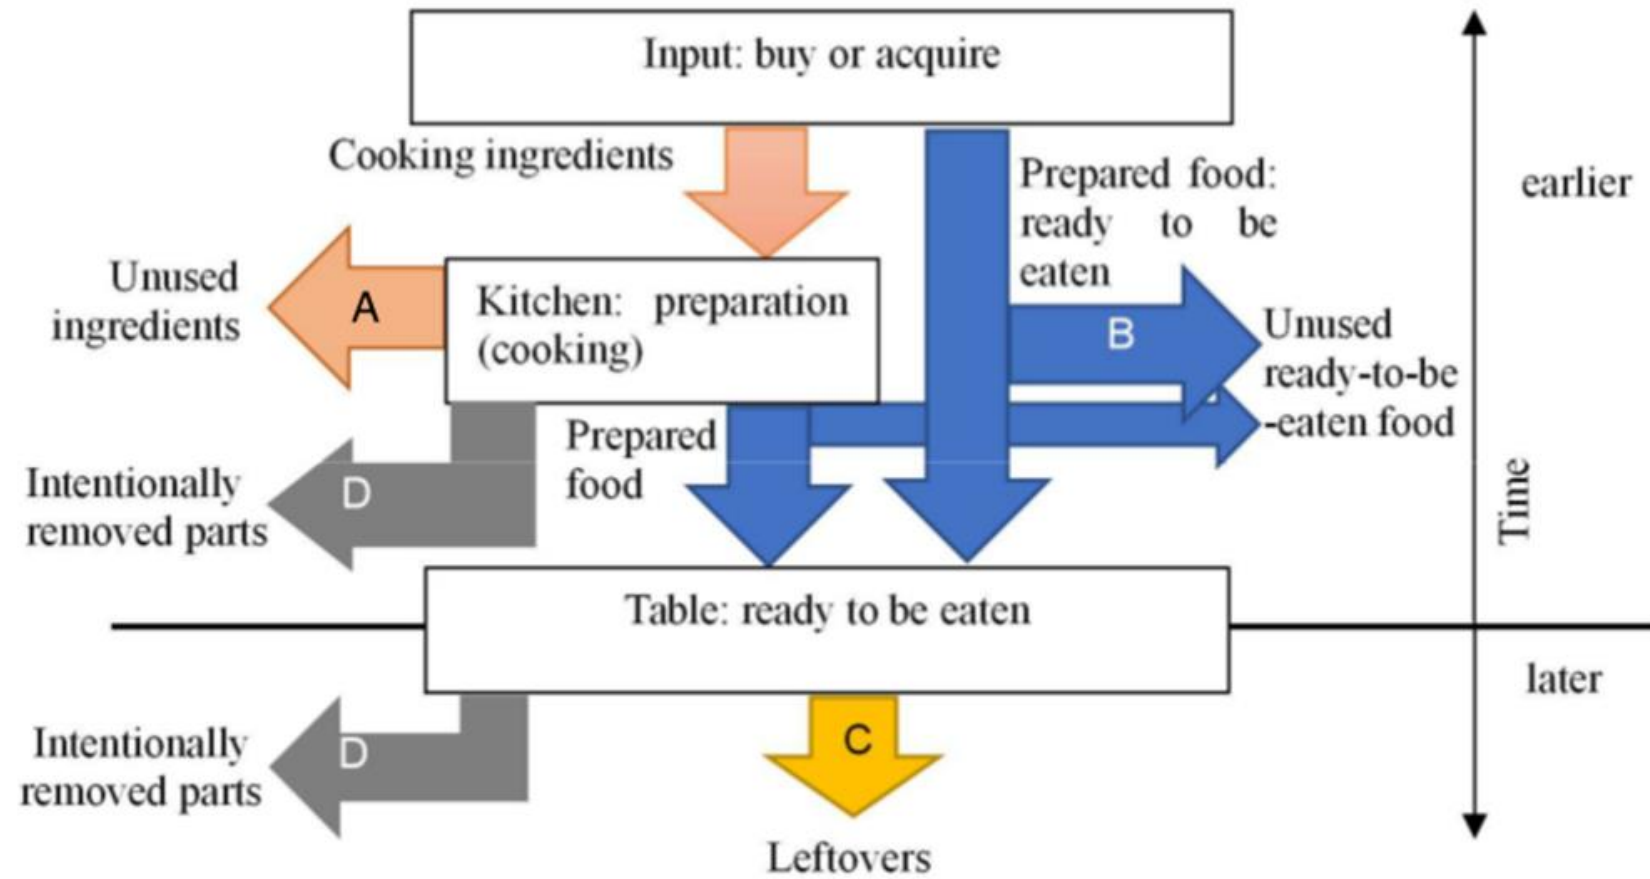 Input: buy or acquire
Cooking ingredients
Prepared food:
ready to be
eaten
earlier
Unused
ingredients
A
Kitchen: preparation
(cooking)
B
Unused
ready-to-be
-eaten food
Prepared
food
Intentionally
removed parts
D
Time
Table: ready to be eaten
later
Intentionally
removed parts
D
C
Leftovers